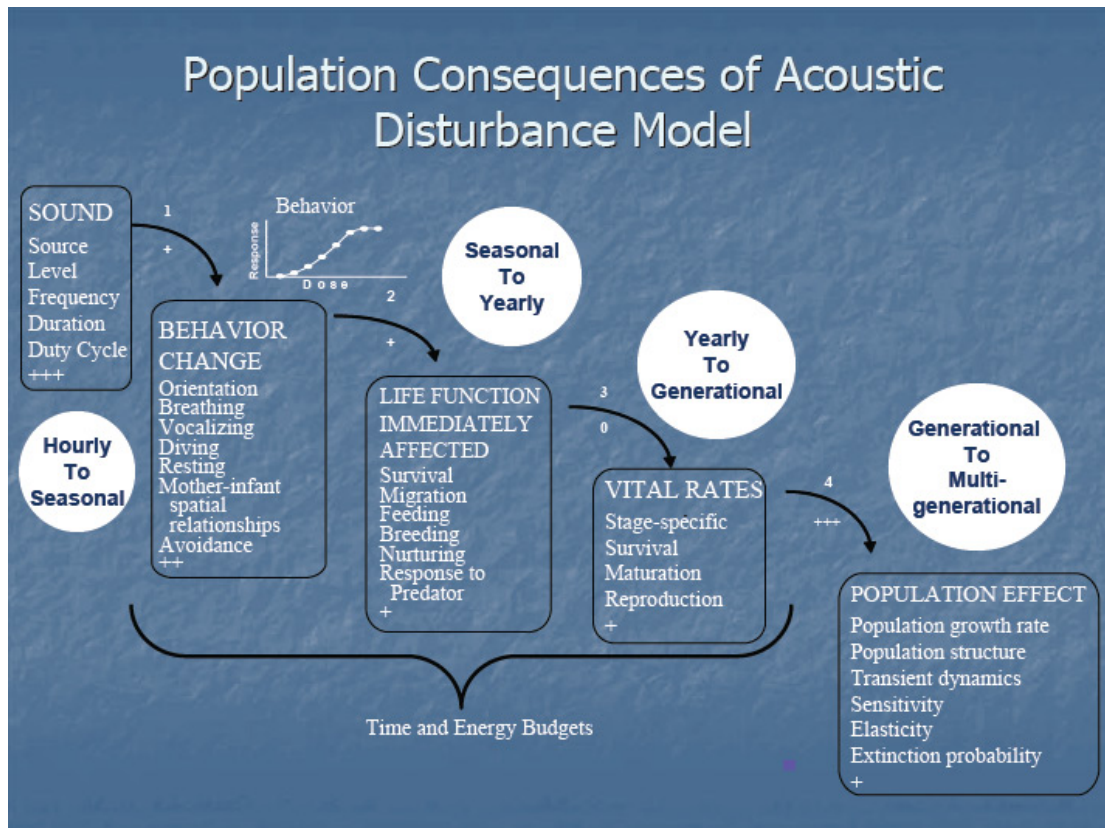 Population Consequences of Acoustic
Disturbance Model
SOUND
Source
Level
Frequency
Duration
Duty Cycle
+++
1
+
Behavior
Response
Dose
2
+
BEHAVIOR
CHANGE
Orientation
Breathing
Vocalizing
Diving
Resting
Mother-infant
spatial
relationships
Avoidance
++
Hourly
To
Seasonal
Seasonal
To
Yearly
LIFE FUNCTION
IMMEDIATELY
AFFECTED
Survival
Migration
Feeding
Breeding
Nurturing
Response to
Predator
+
3
0
Yearly
To
Generational
VITAL RATES
Stage-specific
Survival
Maturation
Reproduction
+
4
+++
Generational
To
Multi-
generational
POPULATION EFFECT
Population growth rate
Population structure
Transient dynamics
Sensitivity
Elasticity
Extinction probability
+
Time and Energy Budgets